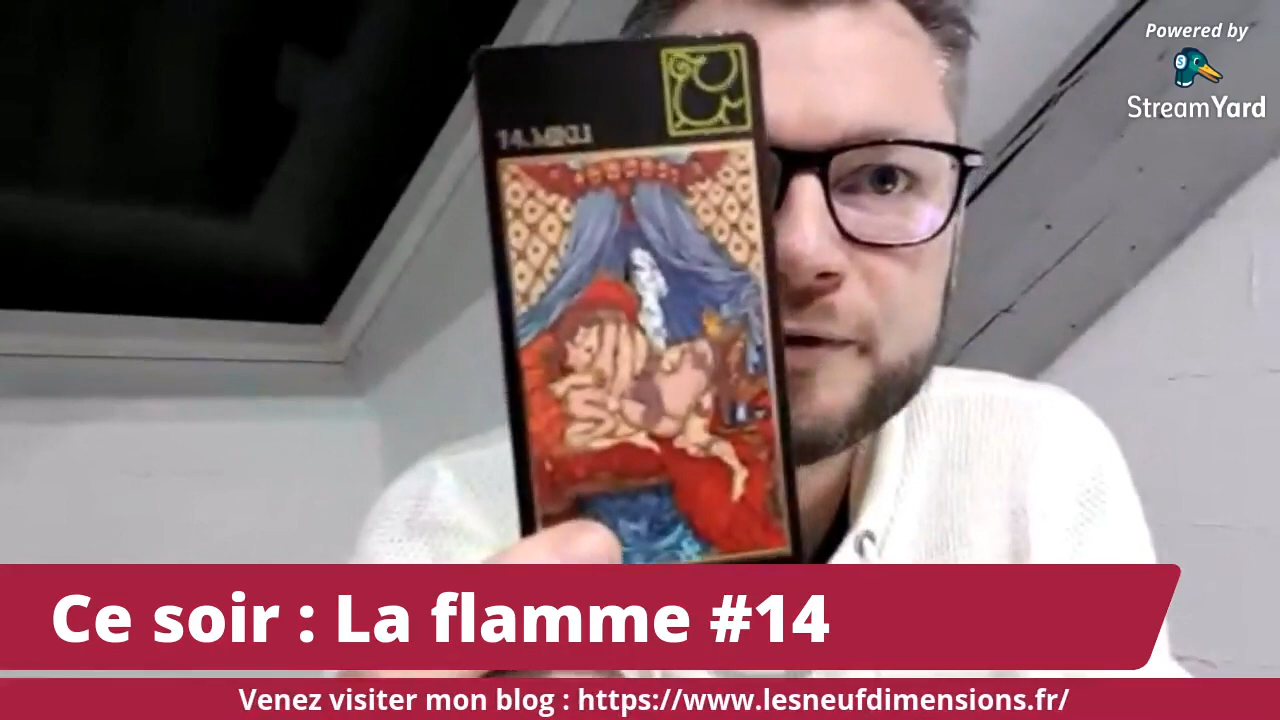 Powered by
StreamYard
Ce soir : La flamme #14
Venez visiter mon blog : https://www.lesneufdimensions.fr/